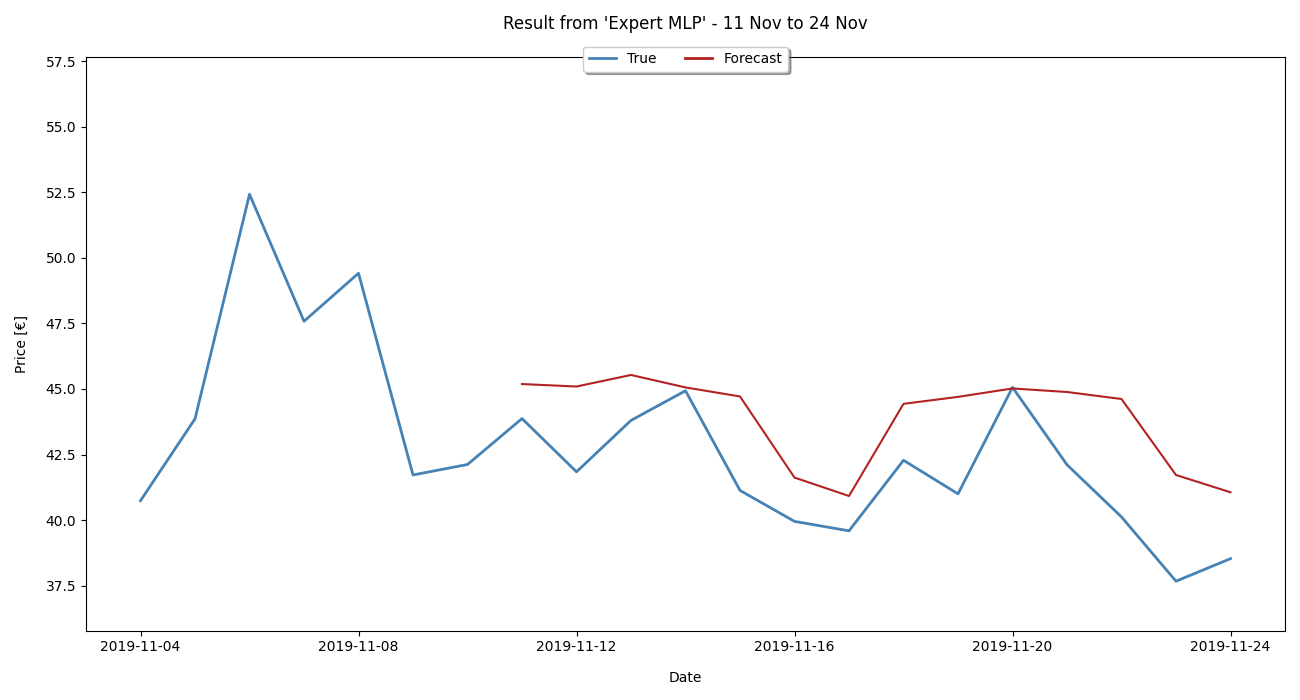 Result from 'Expert MLP' - 11 Nov to 24 Nov
True Forecast
57.5
55.0
52.5
50.0
47.5
45.0
42.5
40.0
37.5
Price [€]
2019-11-04 2019-11-08 2019-11-12 2019-11-16 2019-11-20 2019-11-24
Date